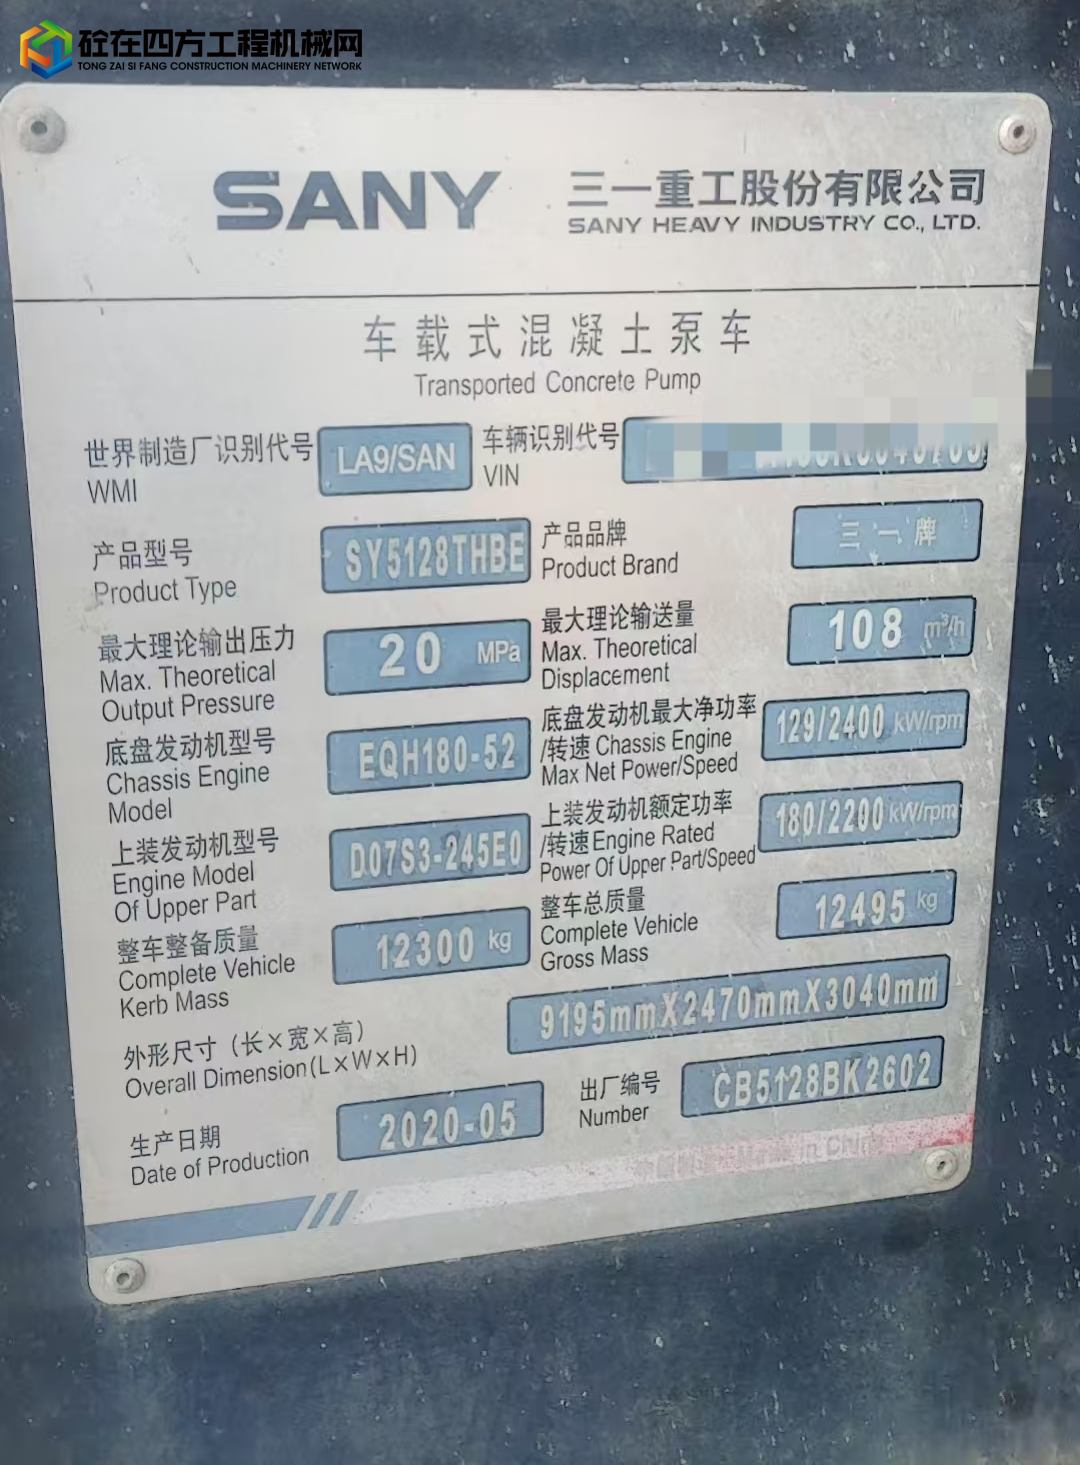 砼在四方工程机械网
TONG ZAI SI FANG CONSTRUCTION MACHINERY NETWORK
SANY 三一重工股份有限公司
SANY HEAVY INDUSTRY CO., LTD.
车载式混凝土泵车
Transported Concrete Pump
世界制造厂识别代号 LA9/SAN 车辆识别代号
WMI VIN
产品型号 SY5128THBE 产品品牌 三一牌
Product Type Product Brand
最大理论输出压力 20 MPa 最大理论输送量 108 m³/h
Max. Theoretical Max. Theoretical
Output Pressure Displacement
底盘发动机型号 EQH180-52 底盘发动机最大净功率 129/2400 kW/rpm
Chassis Engine /转速 Chassis Engine
Model Max Net Power/Speed
上装发动机型号 D07S3-245E0 上装发动机额定功率 180/2200 kW/rpm
Engine Model /转速 Engine Rated
Of Upper Part Power Of Upper Part/Speed
整车整备质量 12300 kg 整车总质量 12495 kg
Complete Vehicle Complete Vehicle
Kerb Mass Gross Mass
外形尺寸（长×宽×高） 9195mmX2470mmX3040mm
Overall Dimension(L×W×H)
生产日期 2020-05 出厂编号 CB5128BK2602
Date of Production Number
中国制造 Made in China